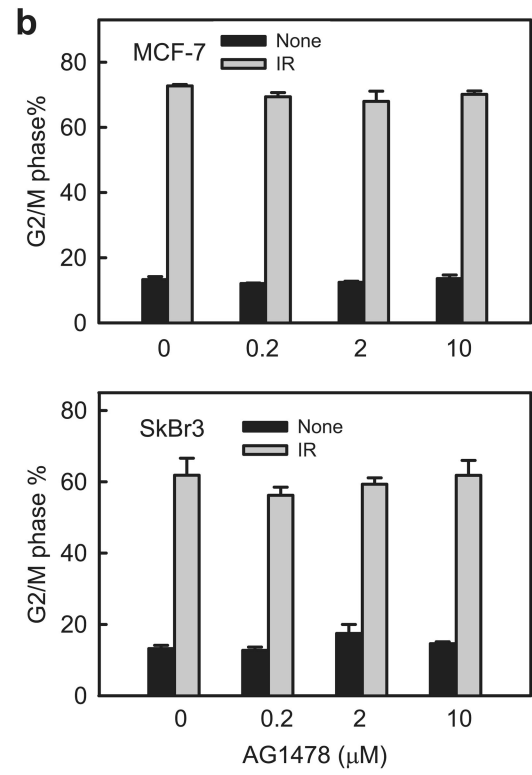 b
MCF-7
None
IR
G2/M phase%
80
60
40
20
0
0 0.2 2 10
SkBr3
None
IR
G2/M phase %
80
60
40
20
0
0 0.2 2 10
AG1478 (μM)